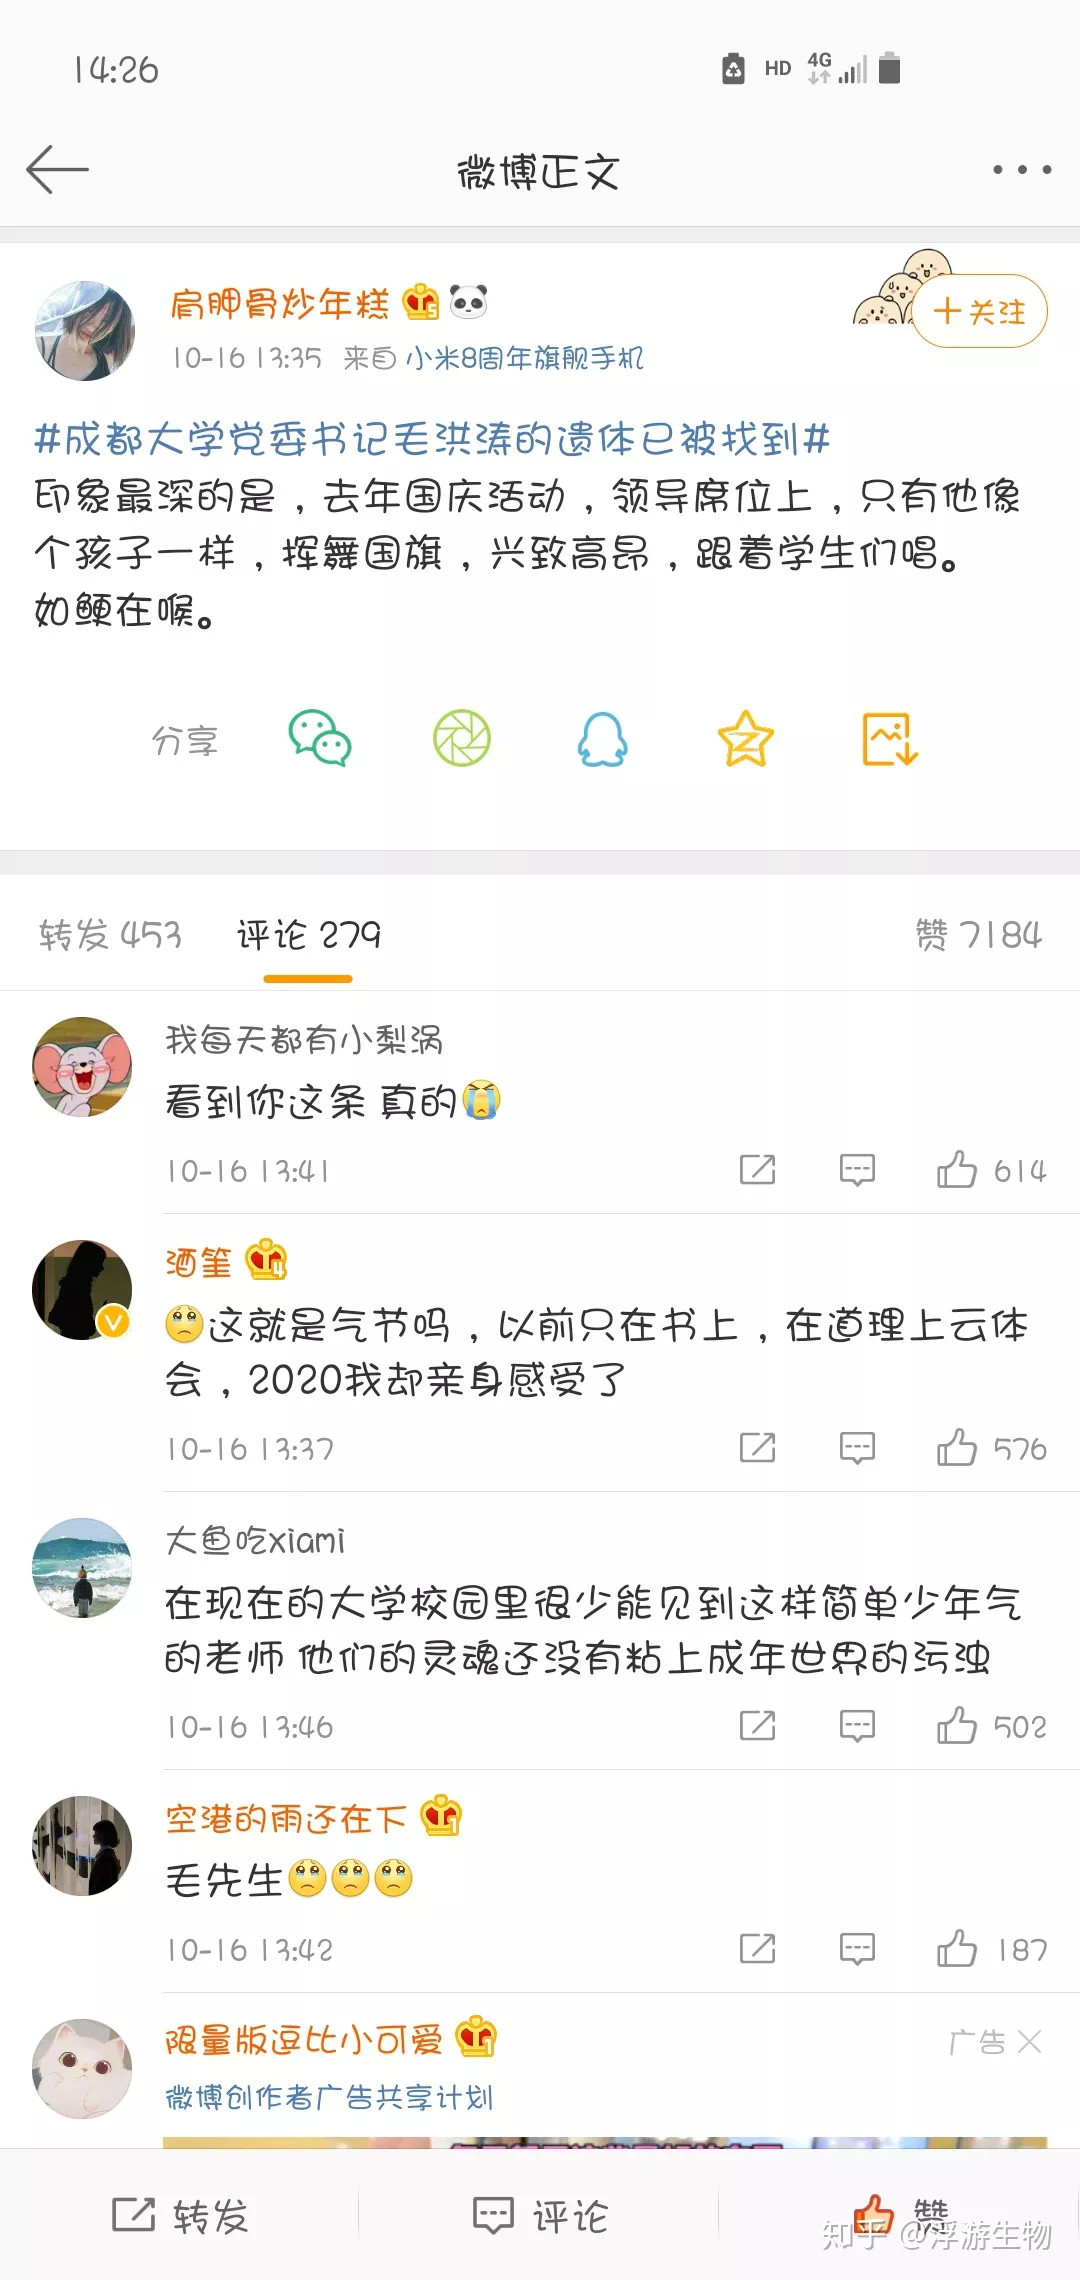 14:26
HD 4G
微博正文
肩胛骨炒年糕 5
+关注
10-16 13:35 来自 小米8周年旗舰手机
#成都大学党委书记毛洪涛的遗体已被找到#
印象最深的是，去年国庆活动，领导席位上，只有他像
个孩子一样，挥舞国旗，兴致高昂，跟着学生们唱。
如鲠在喉。
分享
转发 453 评论 279 赞 7184
我每天都有小梨涡
看到你这条 真的
10-16 13:41 614
酒笙 4
这就是气节吗，以前只在书上，在道理上云体
会，2020我却亲身感受了
10-16 13:37 576
大鱼吃xiami
在现在的大学校园里很少能见到这样简单少年气
的老师 他们的灵魂还没有粘上成年世界的污浊
10-16 13:46 502
空港的雨还在下 1
毛先生
10-16 13:42 187
限量版逗比小可爱 1 广告
微博创作者广告共享计划
转发 评论 赞
知乎 @浮游生物